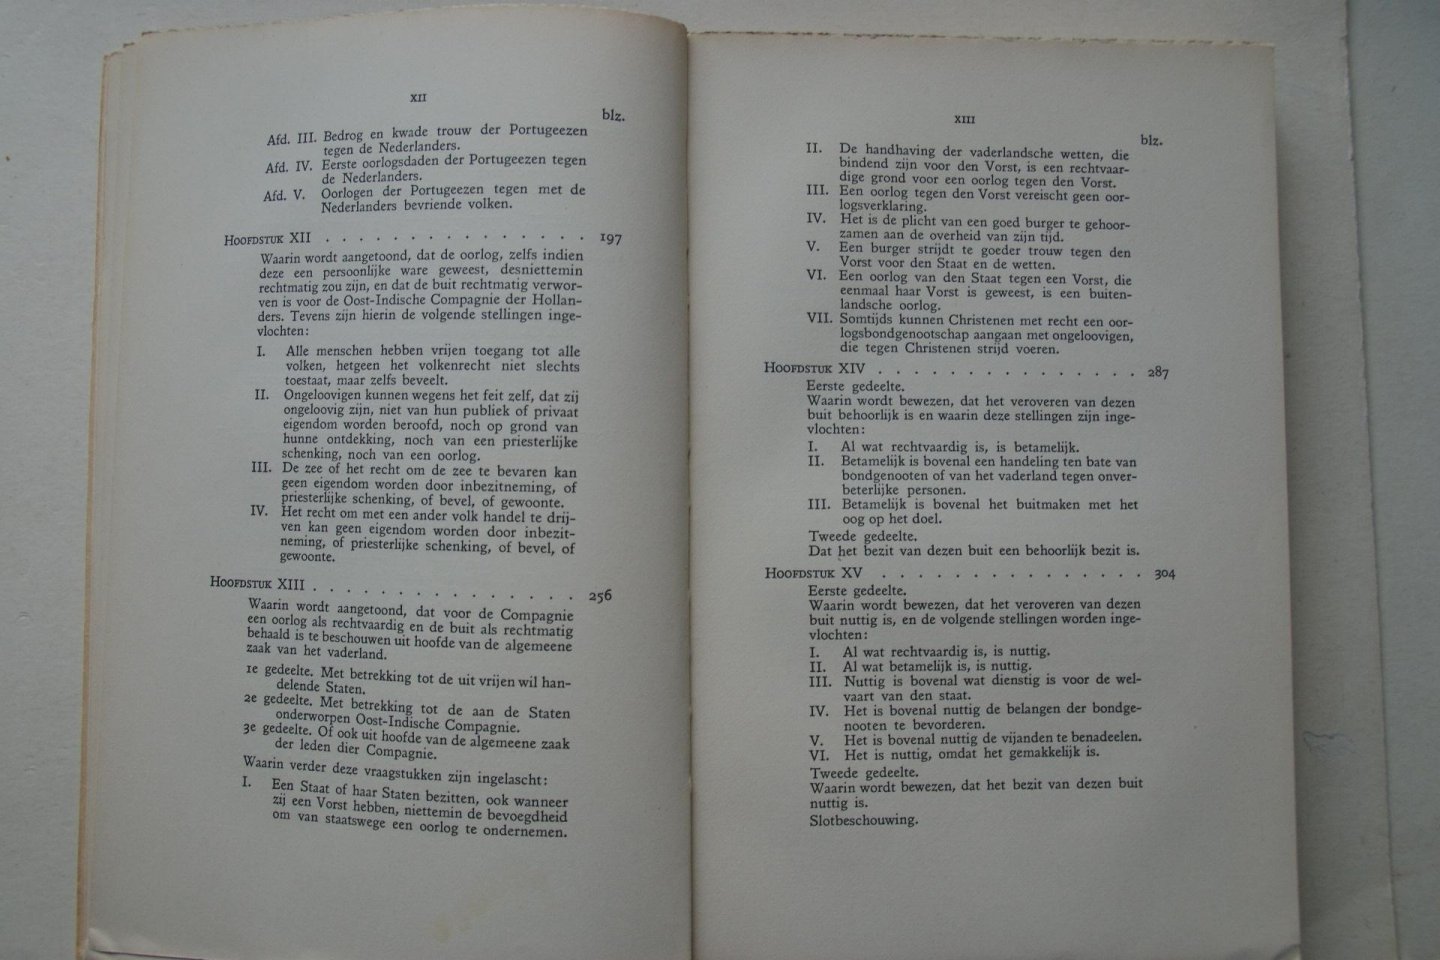 XII
blz.
Afd. III. Bedrog en kwade trouw der Portugeezen
tegen de Nederlanders.
Afd. IV. Eerste oorlogsdaden der Portugeezen tegen
de Nederlanders.
Afd. V. Oorlogen der Portugeezen tegen met de
Nederlanders bevriende volken.
Hoofdstuk XII . . . . . . . . . . . . . . . 197
Waarin wordt aangetoond, dat de oorlog, zelfs indien
deze een persoonlijke ware geweest, desniettemin
rechtmatig zou zijn, en dat de buit rechtmatig verwor-
ven is voor de Oost-Indische Compagnie der Hollan-
ders. Tevens zijn hierin de volgende stellingen inge-
vlochten:
I. Alle menschen hebben vrijen toegang tot alle
volken, hetgeen het volkenrecht niet slechts
toestaat, maar zelfs beveelt.
II. Ongeloovigen kunnen wegens het feit zelf, dat zij
ongeloovig zijn, niet van hun publiek of privaat
eigendom worden beroofd, noch op grond van
hunne ontdekking, noch van een priesterlijke
schenking, noch van een oorlog.
III. De zee of het recht om de zee te bevaren kan
geen eigendom worden door inbezitneming, of
priesterlijke schenking, of bevel, of gewoonte.
IV. Het recht om met een ander volk handel te drij-
ven kan geen eigendom worden door inbezit-
neming, of priesterlijke schenking, of bevel, of
gewoonte.
Hoofdstuk XIII . . . . . . . . . . . . . . . 256
Waarin wordt aangetoond, dat voor de Compagnie
een oorlog als rechtvaardig en de buit als rechtmatig
behaald is te beschouwen uit hoofde van de algemeene
zaak van het vaderland.
1e gedeelte. Met betrekking tot de uit vrijen wil han-
delende Staten.
2e gedeelte. Met betrekking tot de aan de Staten
onderworpen Oost-Indische Compagnie.
3e gedeelte. Of ook uit hoofde van de algemeene zaak
der leden dier Compagnie.
Waarin verder deze vraagstukken zijn ingelascht:
I. Een Staat of haar Staten bezitten, ook wanneer
zij een Vorst hebben, niettemin de bevoegdheid
om van staatswege een oorlog te ondernemen.
XIII
blz.
II. De handhaving der vaderlandsche wetten, die
bindend zijn voor den Vorst, is een rechtvaar-
dige grond voor een oorlog tegen den Vorst.
III. Een oorlog tegen den Vorst vereischt geen oor-
logsverklaring.
IV. Het is de plicht van een goed burger te gehoor-
zamen aan de overheid van zijn tijd.
V. Een burger strijdt te goeder trouw tegen den
Vorst voor den Staat en de wetten.
VI. Een oorlog van den Staat tegen een Vorst, die
eenmaal haar Vorst is geweest, is een buiten-
landsche oorlog.
VII. Somtijds kunnen Christenen met recht een oor-
logsbondgenootschap aangaan met ongeloovigen,
die tegen Christenen strijd voeren.
Hoofdstuk XIV . . . . . . . . . . . . . . . 287
Eerste gedeelte.
Waarin wordt bewezen, dat het veroveren van dezen
buit behoorlijk is en waarin deze stellingen zijn inge-
vlochten:
I. Al wat rechtvaardig is, is betamelijk.
II. Betamelijk is bovenal een handeling ten bate van
bondgenooten of van het vaderland tegen onver-
beterlijke personen.
III. Betamelijk is bovenal het buitmaken met het
oog op het doel.
Tweede gedeelte.
Dat het bezit van dezen buit een behoorlijk bezit is.
Hoofdstuk XV . . . . . . . . . . . . . . . 304
Eerste gedeelte.
Waarin wordt bewezen, dat het veroveren van dezen
buit nuttig is, en de volgende stellingen worden inge-
vlochten:
I. Al wat rechtvaardig is, is nuttig.
II. Al wat betamelijk is, is nuttig.
III. Nuttig is bovenal wat dienstig is voor de wel-
vaart van den staat.
IV. Het is bovenal nuttig de belangen der bondge-
nooten te bevorderen.
V. Het is bovenal nuttig de vijanden te benadeelen.
VI. Het is nuttig, omdat het gemakkelijk is.
Tweede gedeelte.
Waarin wordt bewezen, dat het bezit van dezen buit
nuttig is.
Slotbeschouwing.